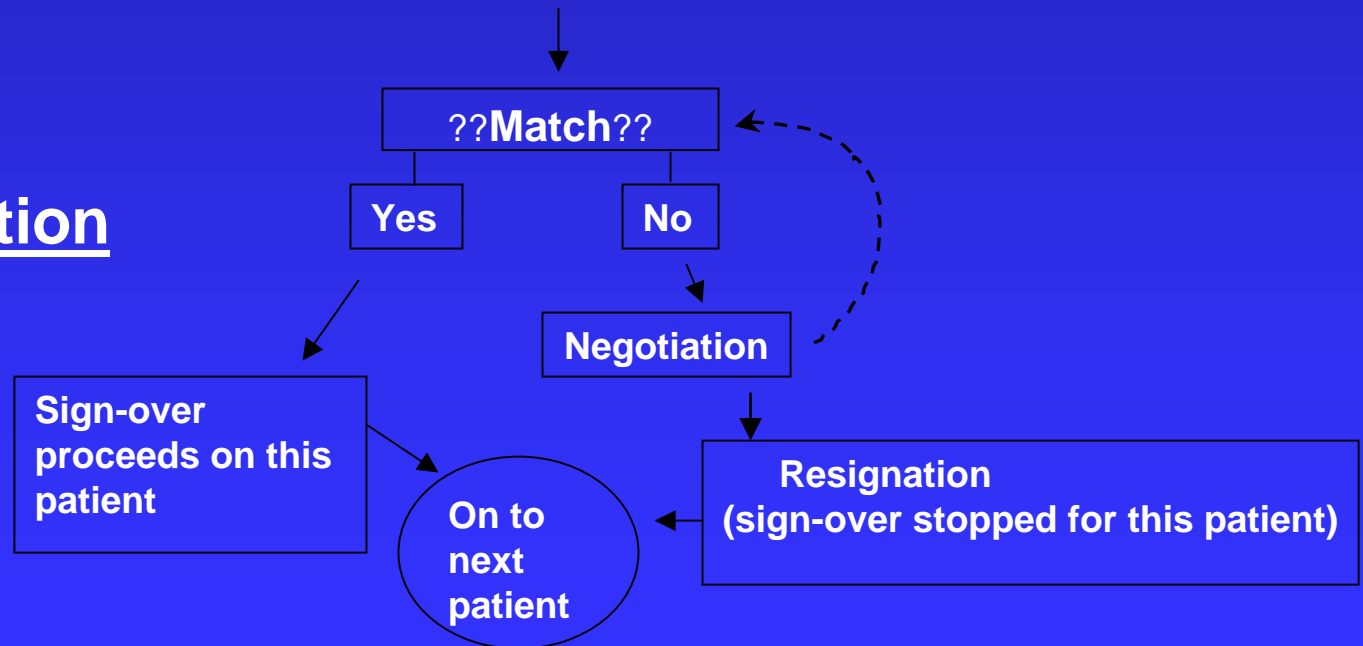 ??Match??
Yes
No
tion
Negotiation
Sign-over
proceeds on this
patient
Resignation
(sign-over stopped for this patient)
On to
next
patient